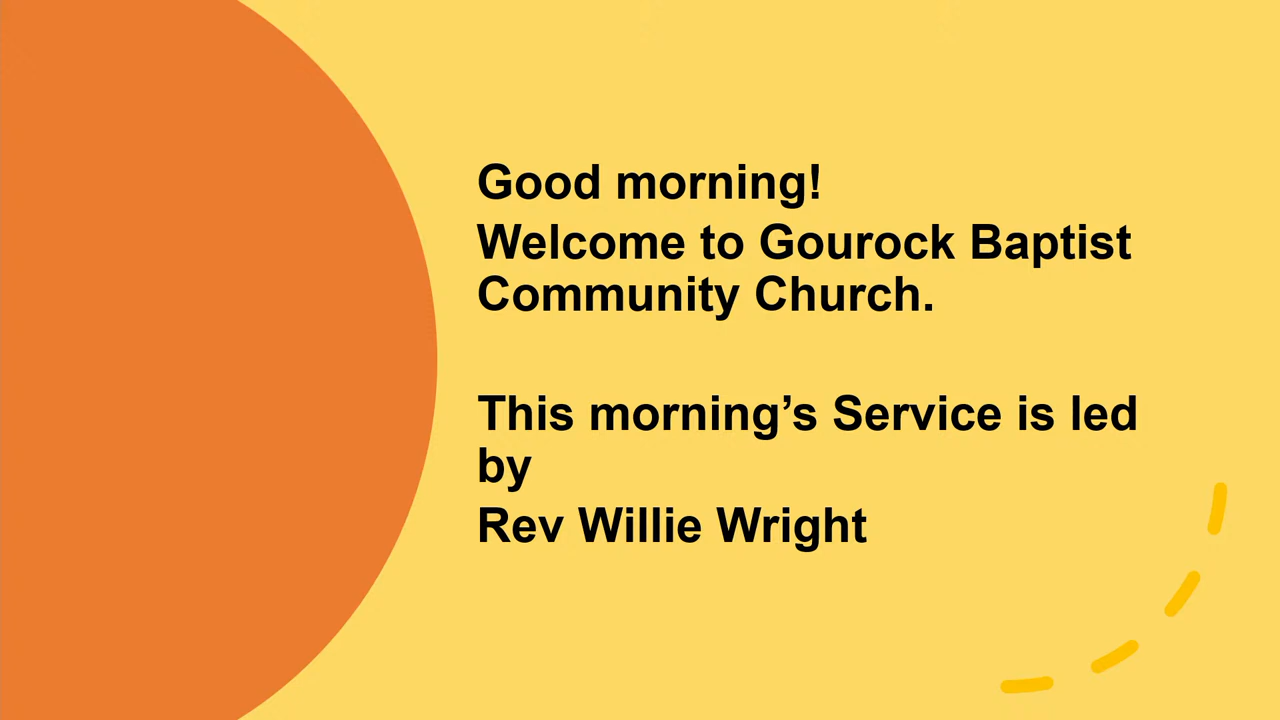 Good morning!
Welcome to Gourock Baptist
Community Church.
This morning’s Service is led
by
Rev Willie Wright